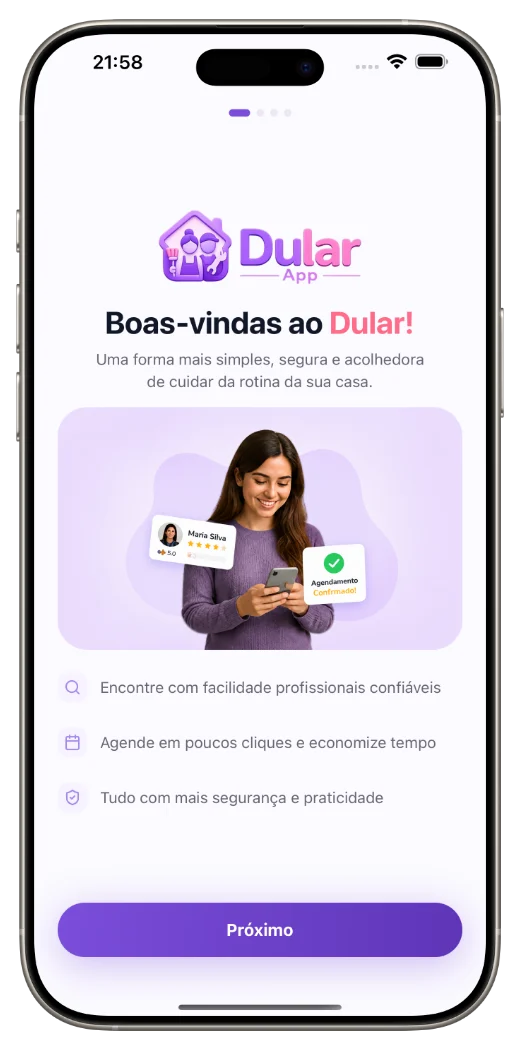 21:58
Dular
App
Boas-vindas ao Dular!
Uma forma mais simples, segura e acolhedora
de cuidar da rotina da sua casa.
Maria Silva
5.0
Agendamento
Confirmado!
Encontre com facilidade profissionais confiáveis
Agende em poucos cliques e economize tempo
Tudo com mais segurança e praticidade
Próximo